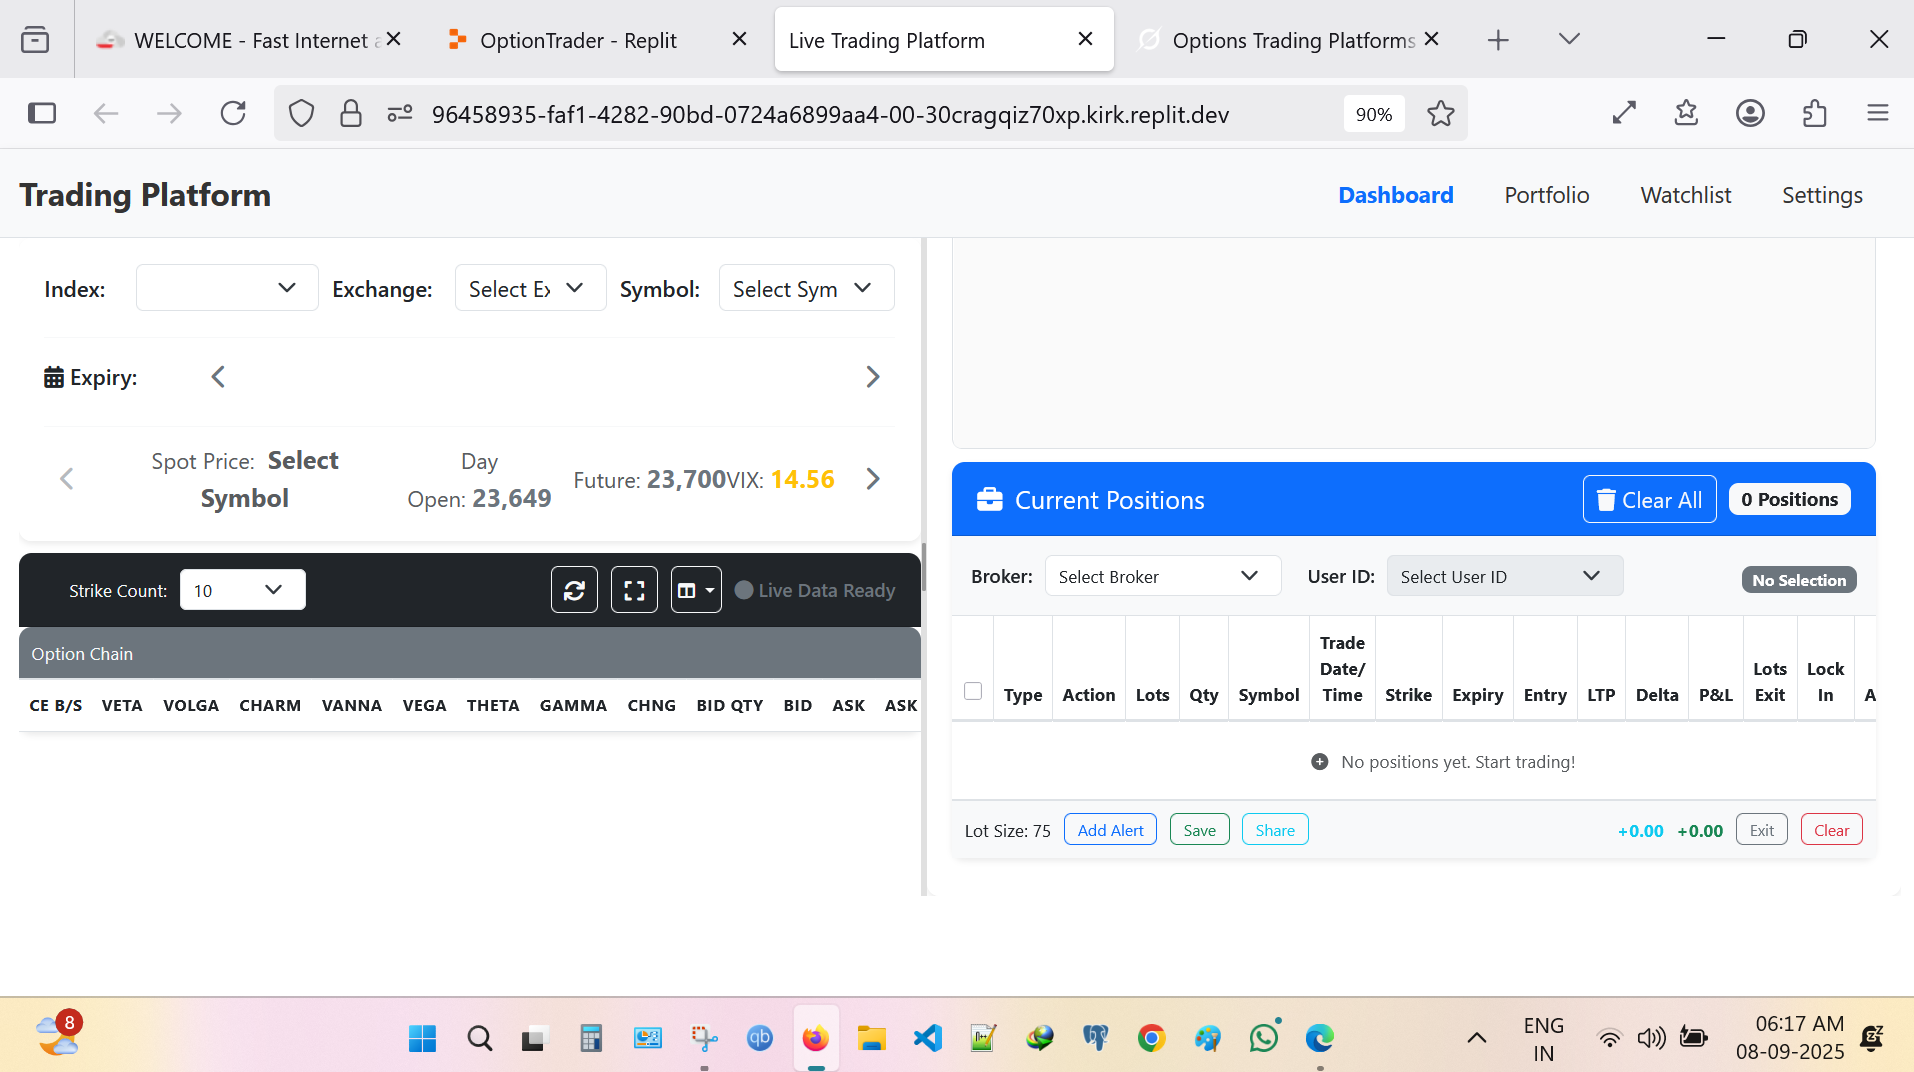 WELCOME - Fast Internet a
OptionTrader - Replit
Live Trading Platform
Options Trading Platforms
96458935-faf1-4282-90bd-0724a6899aa4-00-30cragqiz70xp.kirk.replit.dev
90%
Trading Platform
Dashboard
Portfolio
Watchlist
Settings
Index:
Exchange:
Select Ex
Symbol:
Select Sym
Expiry:
Spot Price: Select
Symbol
Day
Open: 23,649
Future: 23,700VIX: 14.56
Strike Count:
10
Live Data Ready
Option Chain
CE B/S VETA VOLGA CHARM VANNA VEGA THETA GAMMA CHNG BID QTY BID ASK ASK
Current Positions
Clear All
0 Positions
Broker:
Select Broker
User ID:
Select User ID
No Selection
Type
Action
Lots
Qty
Symbol
Trade
Date/
Time
Strike
Expiry
Entry
LTP
Delta
P&L
Lots
Exit
Lock
In
A
No positions yet. Start trading!
Lot Size: 75
Add Alert
Save
Share
+0.00 +0.00
Exit
Clear
8
qb
ENG
IN
06:17 AM
08-09-2025